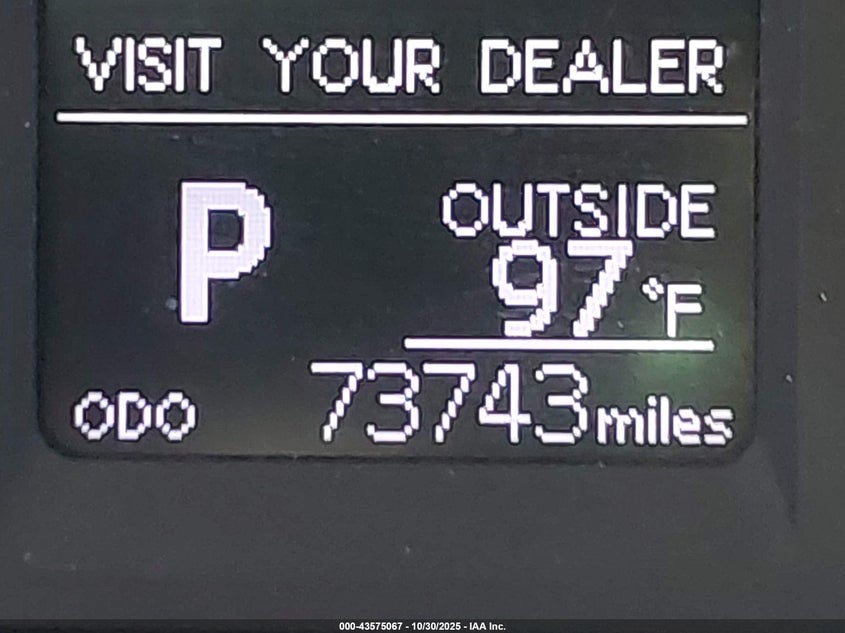 VISIT YOUR DEALER
P
OUTSIDE
97 °F
ODO 73743 miles
000-43575067 - 10/30/2025 - IAA Inc.